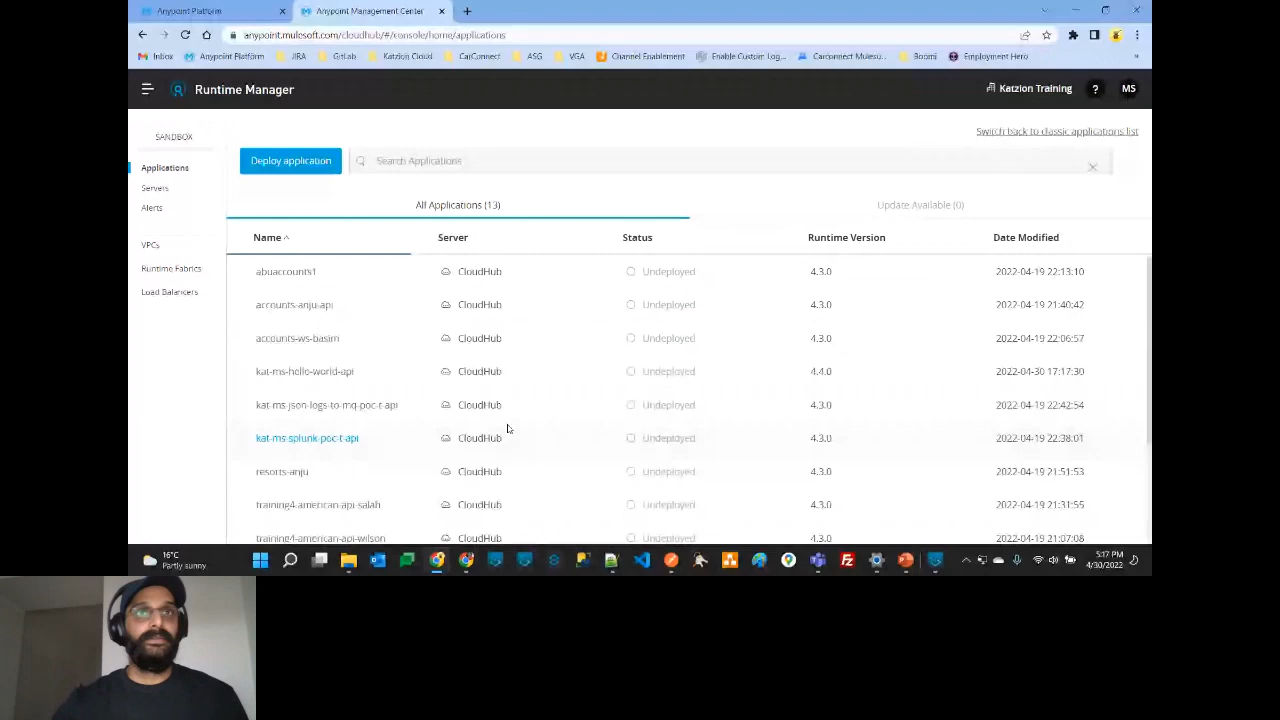 Anypoint Platform
Anypoint Management Center
anypoint.mulesoft.com/cloudhub/#/console/home/applications
Inbox Anypoint Platform JIRA GitLab Katzion Cloud CarConnect ASG VGA Channel Enablement Enable Custom Log... Carconnect Mulesof... Boomi Employment Hero
Runtime Manager Katzion Training ? MS
SANDBOX
Switch back to classic applications list
Applications
Servers
Alerts
VPCs
Runtime Fabrics
Load Balancers
Deploy application Search Applications
All Applications (13) Update Available (0)
Name Server Status Runtime Version Date Modified
abuaccounts1 CloudHub Undeployed 4.3.0 2022-04-19 22:13:10
accounts-anju-api CloudHub Undeployed 4.3.0 2022-04-19 21:40:42
accounts-ws-basim CloudHub Undeployed 4.3.0 2022-04-19 22:06:57
kat-ms-hello-world-api CloudHub Undeployed 4.4.0 2022-04-30 17:17:30
kat-ms-json-logs-to-mq-poc-t-api CloudHub Undeployed 4.3.0 2022-04-19 22:42:54
kat-ms-splunk-poc-t-api CloudHub Undeployed 4.3.0 2022-04-19 22:38:01
resorts-anju CloudHub Undeployed 4.3.0 2022-04-19 21:51:53
training4-american-api-salah CloudHub Undeployed 4.3.0 2022-04-19 21:31:55
training4-american-api-wilson CloudHub Undeployed 4.3.0 2022-04-19 21:07:08
16°C
Partly sunny
5:17 PM
4/30/2022